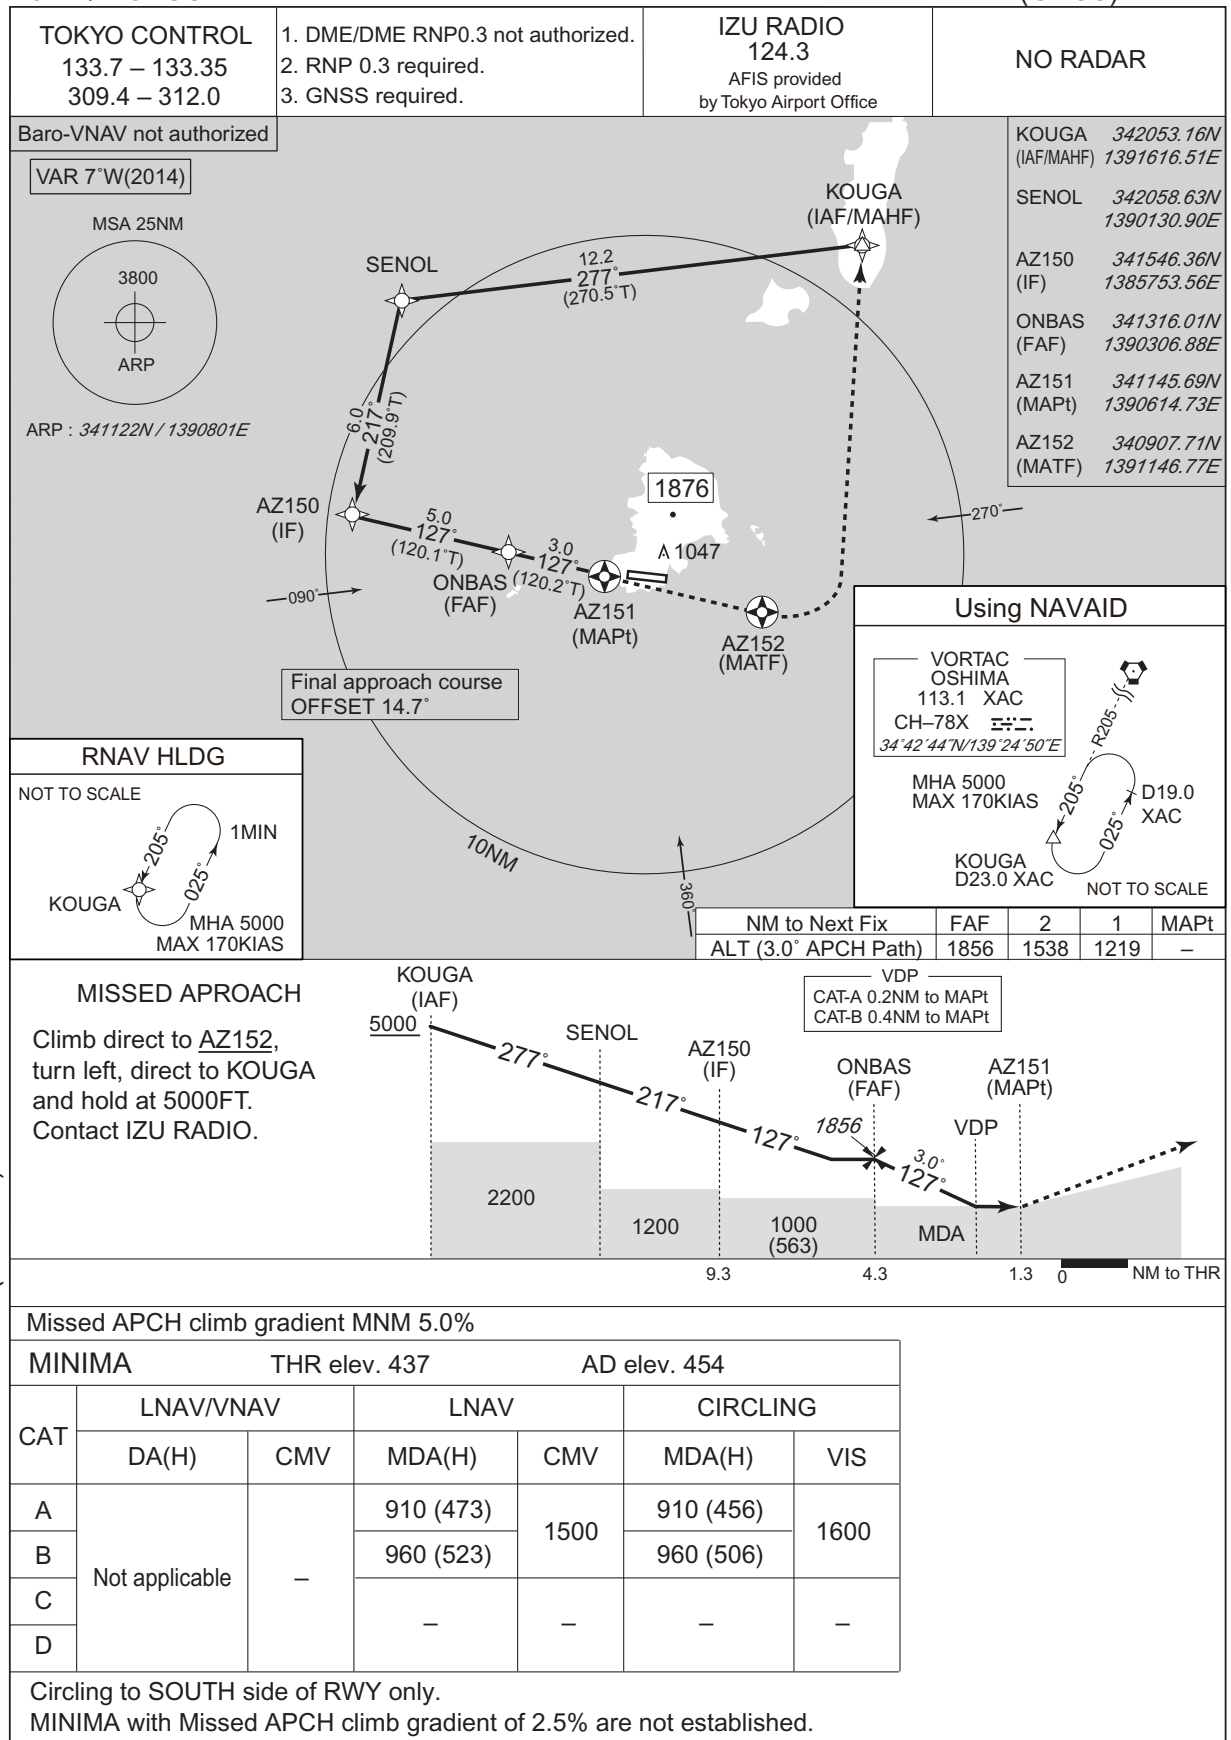 TOKYO CONTROL
133.7 – 133.35
309.4 – 312.0
1. DME/DME RNP0.3 not authorized.
2. RNP 0.3 required.
3. GNSS required.
IZU RADIO
124.3
AFIS provided
by Tokyo Airport Office
NO RADAR
Baro-VNAV not authorized
VAR 7˚W(2014)
MSA 25NM
3800
ARP
ARP : 341122N / 1390801E
KOUGA 342053.16N
(IAF/MAHF) 1391616.51E
SENOL 342058.63N
1390130.90E
AZ150 341546.36N
(IF) 1385753.56E
ONBAS 341316.01N
(FAF) 1390306.88E
AZ151 341145.69N
(MAPt) 1390614.73E
AZ152 340907.71N
(MATF) 1391146.77E
KOUGA
(IAF/MAHF)
SENOL
12.2
277˚
(270.5˚T)
6.0
217˚
(209.9˚T)
AZ150
(IF)
5.0
127˚
(120.1˚T)
ONBAS
(FAF)
3.0
127˚
(120.2˚T)
AZ151
(MAPt)
1876
1047
AZ152
(MATF)
270˚
090˚
360˚
10NM
Final approach course
OFFSET 14.7˚
Using NAVAID
VORTAC
OSHIMA
113.1 XAC
CH–78X
34˚42´44˝N/139˚24´50˝E
R205
MHA 5000
MAX 170KIAS
205˚
025˚
D19.0
XAC
KOUGA
D23.0 XAC
NOT TO SCALE
RNAV HLDG
NOT TO SCALE
205˚
025˚
1MIN
KOUGA
MHA 5000
MAX 170KIAS
NM to Next Fix FAF 2 1 MAPt
ALT (3.0˚ APCH Path) 1856 1538 1219 –
MISSED APROACH
Climb direct to AZ152,
turn left, direct to KOUGA
and hold at 5000FT.
Contact IZU RADIO.
KOUGA
(IAF)
5000
277˚
SENOL
217˚
AZ150
(IF)
127˚
VDP
CAT-A 0.2NM to MAPt
CAT-B 0.4NM to MAPt
ONBAS
(FAF)
1856
3.0˚
127˚
VDP
AZ151
(MAPt)
2200
1200
1000
(563)
MDA
9.3 4.3 1.3 0 NM to THR
Missed APCH climb gradient MNM 5.0%
MINIMA THR elev. 437 AD elev. 454
CAT LNAV/VNAV LNAV CIRCLING
DA(H) CMV MDA(H) CMV MDA(H) VIS
A 910 (473) 910 (456)
1500 1600
B 960 (523) 960 (506)
Not applicable –
C
– – – –
D
Circling to SOUTH side of RWY only.
MINIMA with Missed APCH climb gradient of 2.5% are not established.